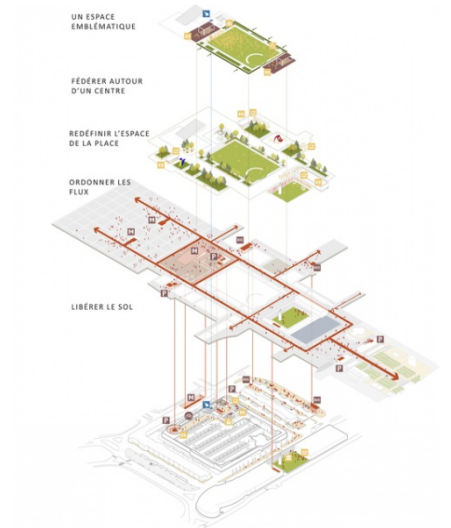 UN ESPACE
EMBLÉMATIQUE
FÉDÉRER AUTOUR
D'UN CENTRE
REDÉFINIR L'ESPACE
DE LA PLACE
ORDONNER LES
FLUX
M
M
P
P
P
LIBÉRER LE SOL
M
P
P
P